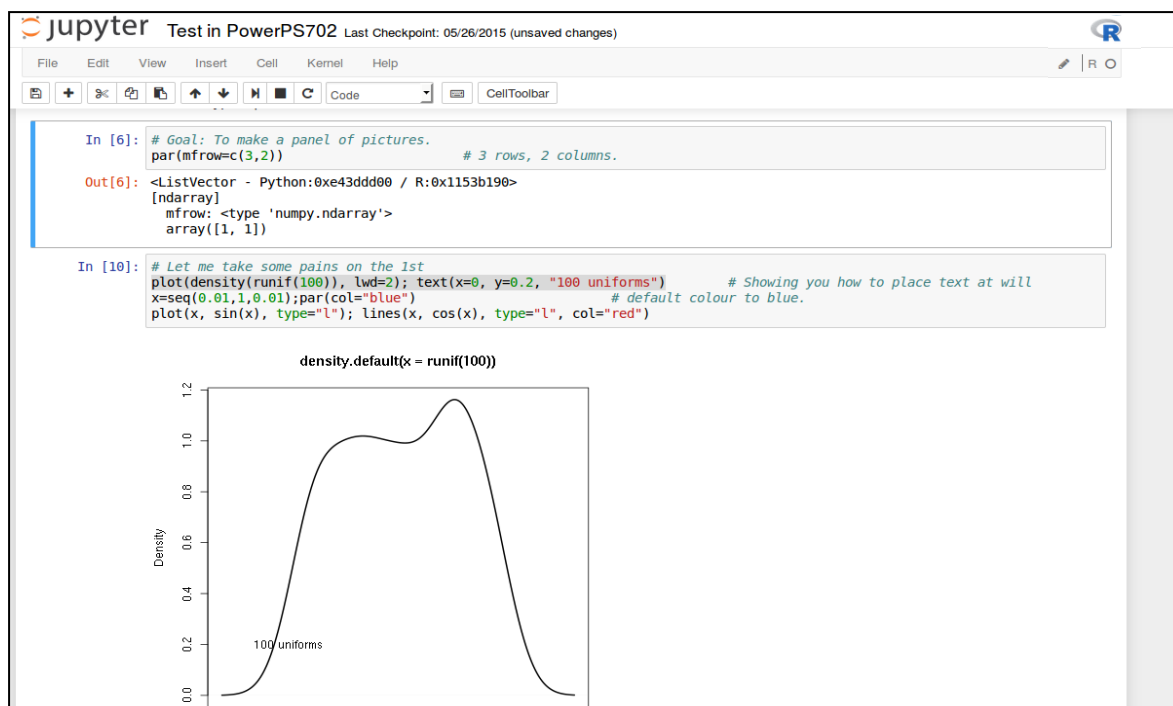 jupyter Test in PowerPS702 Last Checkpoint: 05/26/2015 (unsaved changes)
R
File Edit View Insert Cell Kernel Help R
Code CellToolbar
In [6]: # Goal: To make a panel of pictures.
par(mfrow=c(3,2)) # 3 rows, 2 columns.
Out[6]: <ListVector - Python:0xe43ddd00 / R:0x1153b190>
[ndarray]
mfrow: <type 'numpy.ndarray'>
array([1, 1])
In [10]: # Let me take some pains on the 1st
plot(density(runif(100)), lwd=2); text(x=0, y=0.2, "100 uniforms") # Showing you how to place text at will
x=seq(0.01,1,0.01);par(col="blue") # default colour to blue.
plot(x, sin(x), type="l"); lines(x, cos(x), type="l", col="red")
density.default(x = runif(100))
1.2
1.0
0.8
0.6
Density
0.4
0.2
100 uniforms
0.0